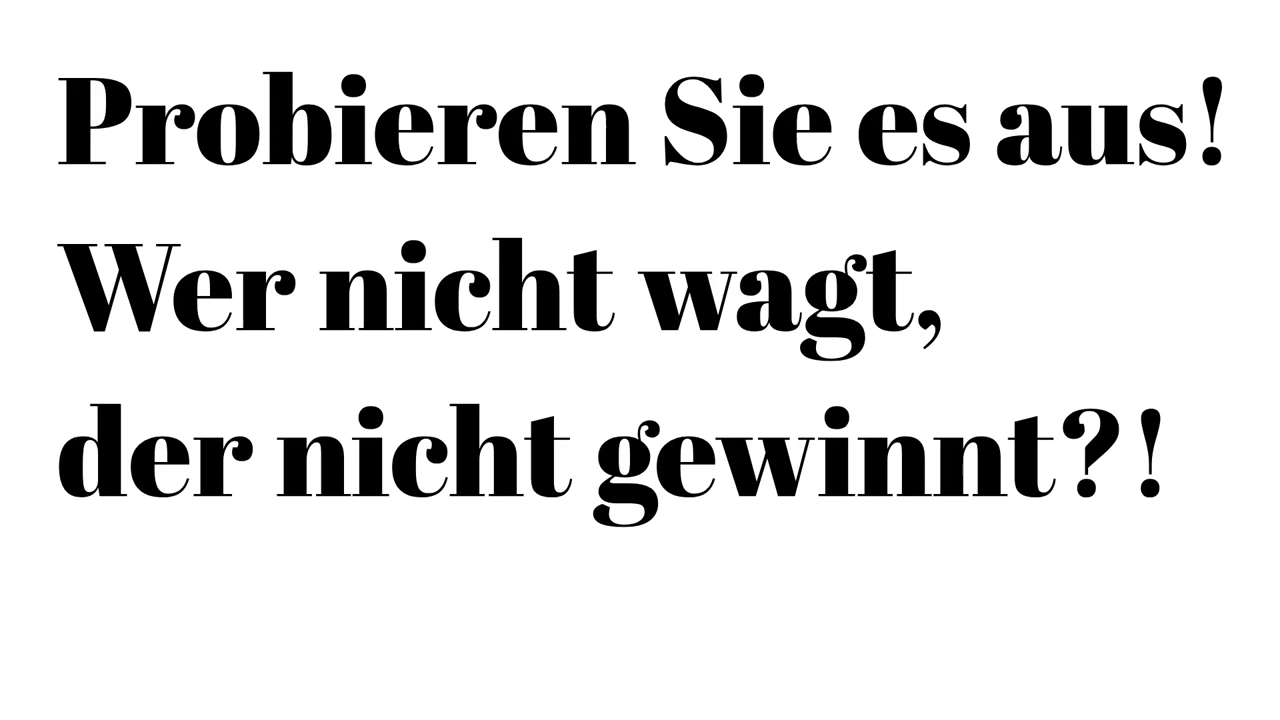 Probieren Sie es aus!
Wer nicht wagt,
der nicht gewinnt?!